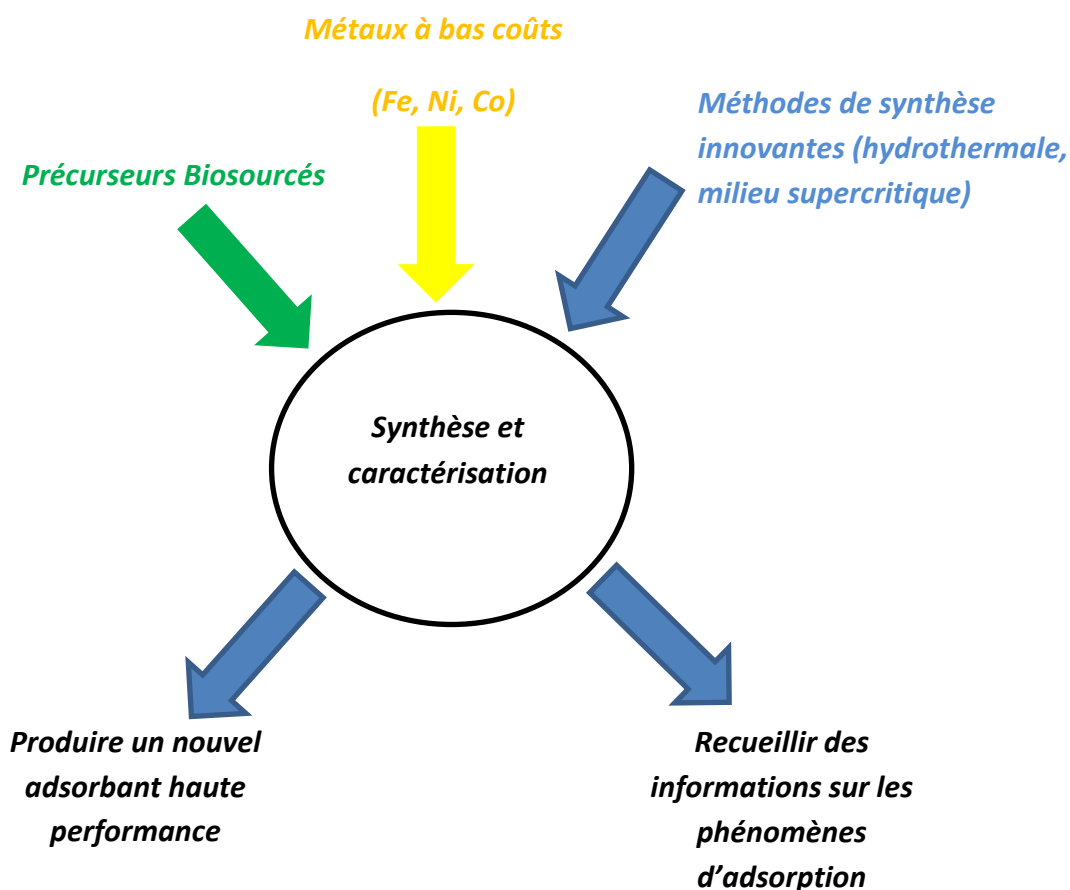 Métaux à bas coûts
(Fe, Ni, Co)
Méthodes de synthèse
innovantes (hydrothermale,
milieu supercritique)
Précurseurs Biosourcés
Synthèse et
caractérisation
Produire un nouvel
adsorbant haute
performance
Recueillir des
informations sur les
phénomènes
d’adsorption